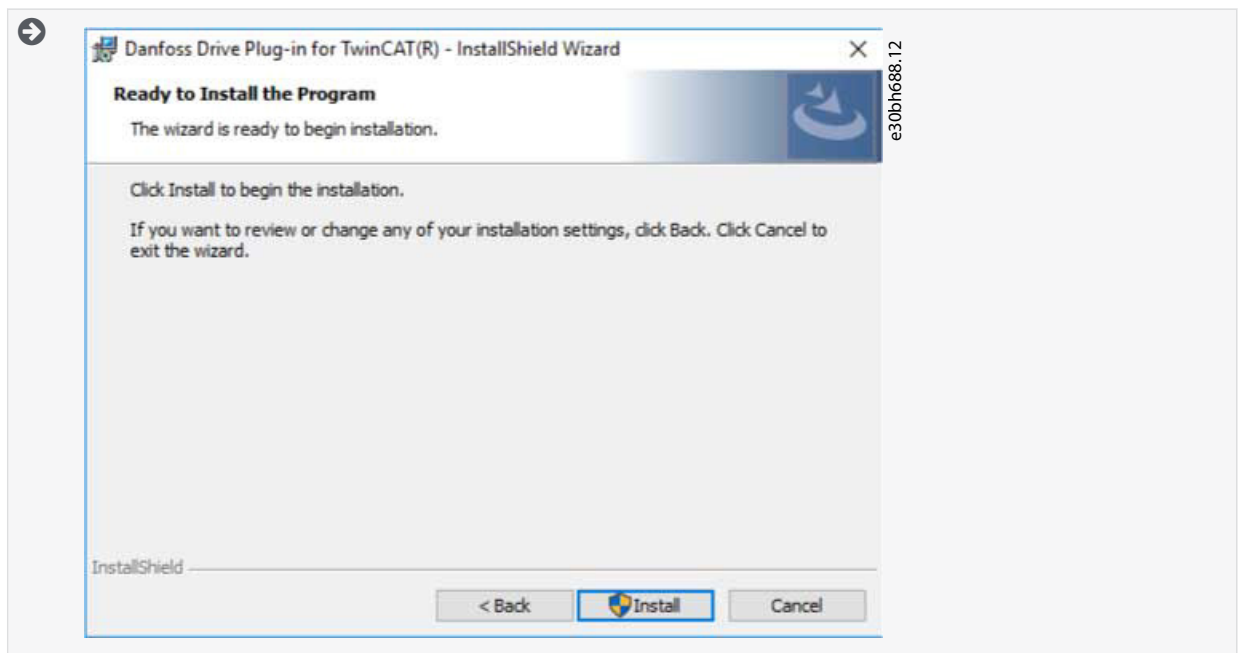 Danfoss Drive Plug-in for TwinCAT(R) - InstallShield Wizard
Ready to Install the Program
The wizard is ready to begin installation.
Click Install to begin the installation.
If you want to review or change any of your installation settings, click Back. Click Cancel to
exit the wizard.
InstallShield
< Back
Install
Cancel
e30bh688.12